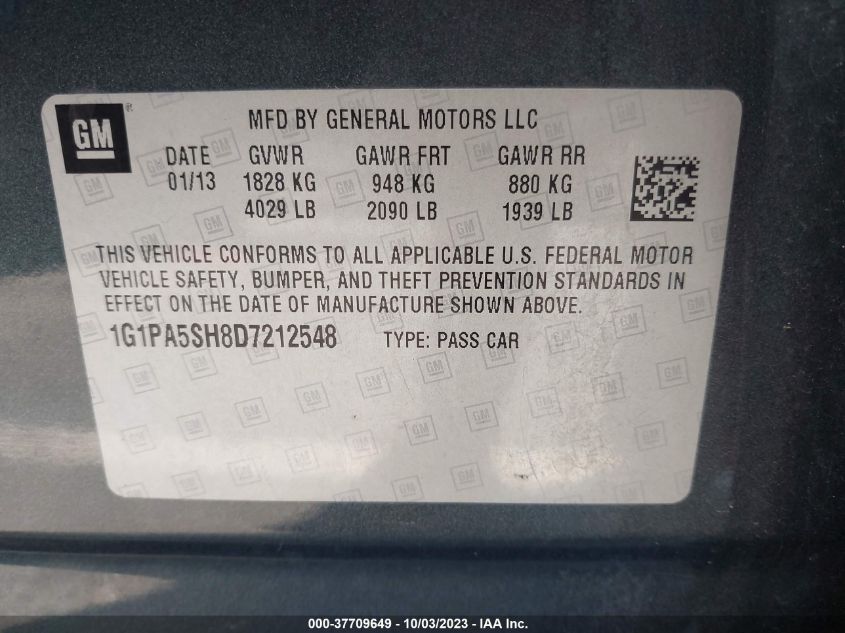 GM ®
MFD BY GENERAL MOTORS LLC
DATE GVWR GAWR FRT GAWR RR
01/13 1828 KG 948 KG 880 KG
4029 LB 2090 LB 1939 LB
THIS VEHICLE CONFORMS TO ALL APPLICABLE U.S. FEDERAL MOTOR
VEHICLE SAFETY, BUMPER, AND THEFT PREVENTION STANDARDS IN
EFFECT ON THE DATE OF MANUFACTURE SHOWN ABOVE.
1G1PA5SH8D7212548 TYPE: PASS CAR
000-37709649 - 10/03/2023 - IAA Inc.